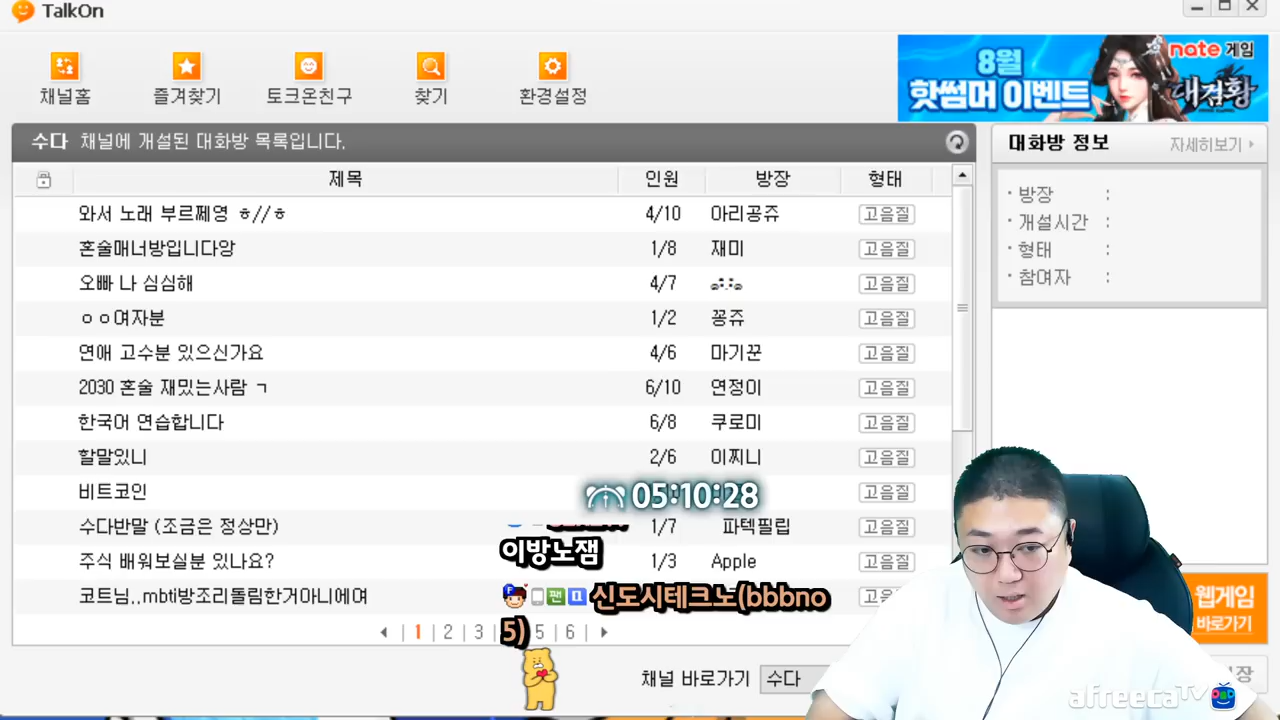 TalkOn
채널홈
즐겨찾기
토크온친구
찾기
환경설정
8월
핫썸머 이벤트
nate 게임
대검황
수다 채널에 개설된 대화방 목록입니다.
제목 인원 방장 형태
와서 노래 부르쩨영 ㅎ//ㅎ 4/10 아리공쥬 고음질
혼술매너방입니다앙 1/8 재미 고음질
오빠 나 심심해 4/7 고음질
ㅇㅇ여자분 1/2 꽁쥬 고음질
연애 고수분 있으신가요 4/6 마기꾼 고음질
2030 혼술 재밌는사람 ㄱ 6/10 연정이 고음질
한국어 연습합니다 6/8 쿠로미 고음질
할말있니 2/6 이찌니 고음질
비트코인 고음질
수다반말 (조금은 정상만) 1/7 파텍필립 고음질
주식 배워보실분 있나요? 1/3 Apple 고음질
코트님,,mbti방조리돌림한거아니에여
05:10:28
이방노잼
팬
신도시테크노(bbbno
5)
1 2 3 5 6
채널 바로가기 수다
대화방 정보 자세히보기
방장 :
개설시간 :
형태 :
참여자 :
웹게임
바로가기
afreecaTV